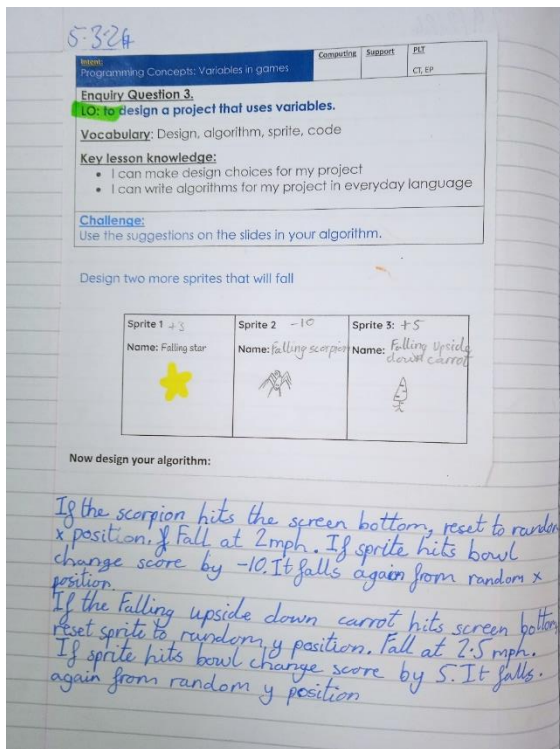 5.3.24
Intent:
Programming Concepts: Variables in games
Computing
Support
PLT
CT, EP
Enquiry Question 3.
LO: to design a project that uses variables.
Vocabulary: Design, algorithm, sprite, code
Key lesson knowledge:
• I can make design choices for my project
• I can write algorithms for my project in everyday language
Challenge:
Use the suggestions on the slides in your algorithm.
Design two more sprites that will fall
Sprite 1 +3
Name: Falling star
Sprite 2 -10
Name: falling scorpion
Sprite 3: +5
Name: Falling Upside
down carrot
Now design your algorithm:
If the scorpion hits the screen bottom, reset to random
x position. Fall at 2mph. If sprite hits bowl
change score by -10. It falls again from random x
position.
If the Falling upside down carrot hits screen bottom
reset sprite to random y position. Fall at 2.5 mph.
If sprite hits bowl change score by 5. It falls.
again from random y position